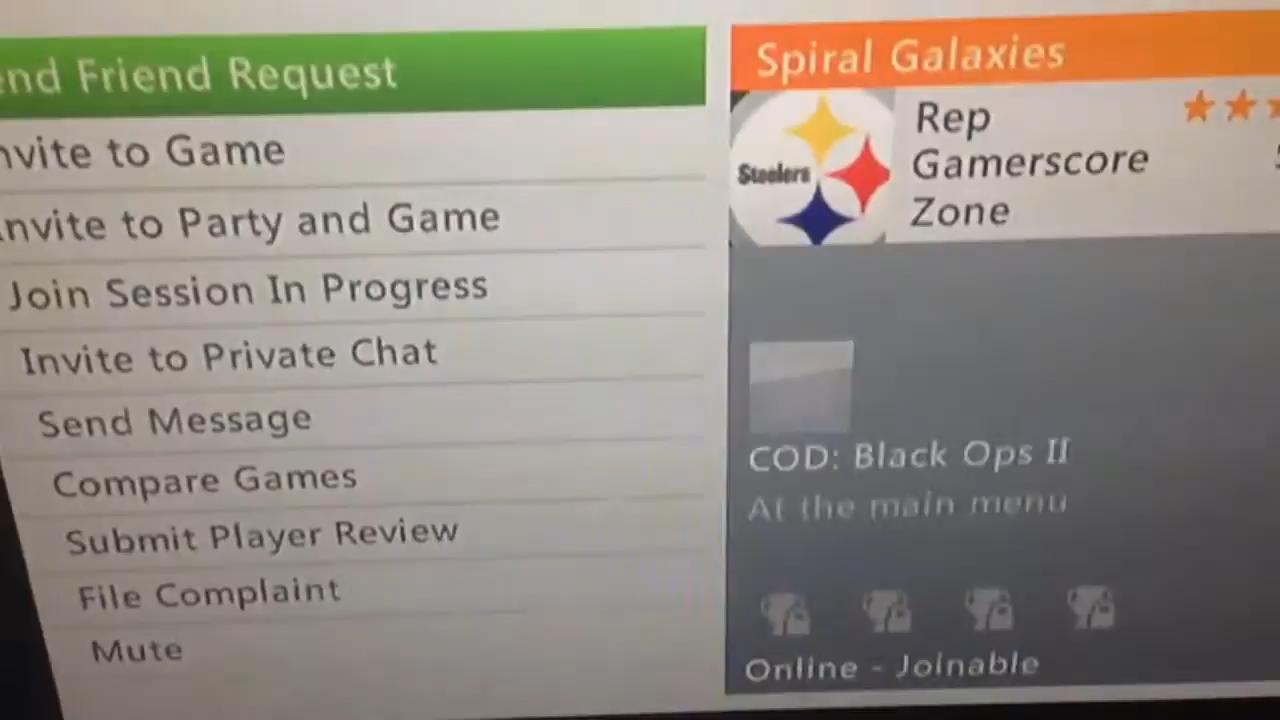 end Friend Request
nvite to Game
Invite to Party and Game
Join Session In Progress
Invite to Private Chat
Send Message
Compare Games
Submit Player Review
File Complaint
Mute
Spiral Galaxies
Steelers
Rep
Gamerscore
Zone
COD: Black Ops II
At the main menu
Online - Joinable